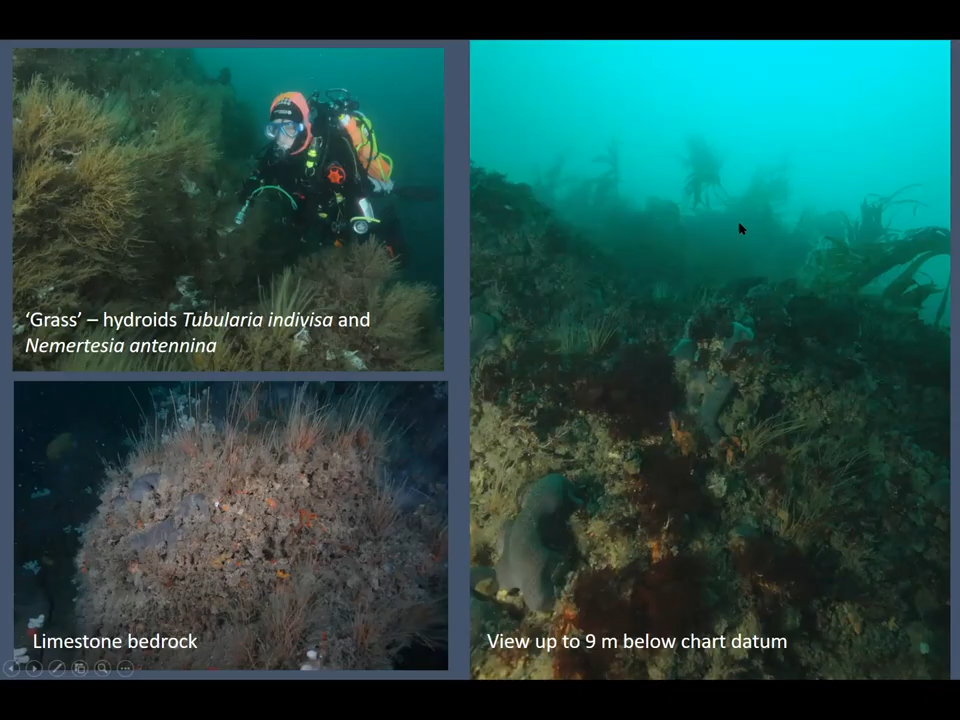 ‘Grass’ – hydroids Tubularia indivisa and
Nemertesia antennina
Limestone bedrock
View up to 9 m below chart datum